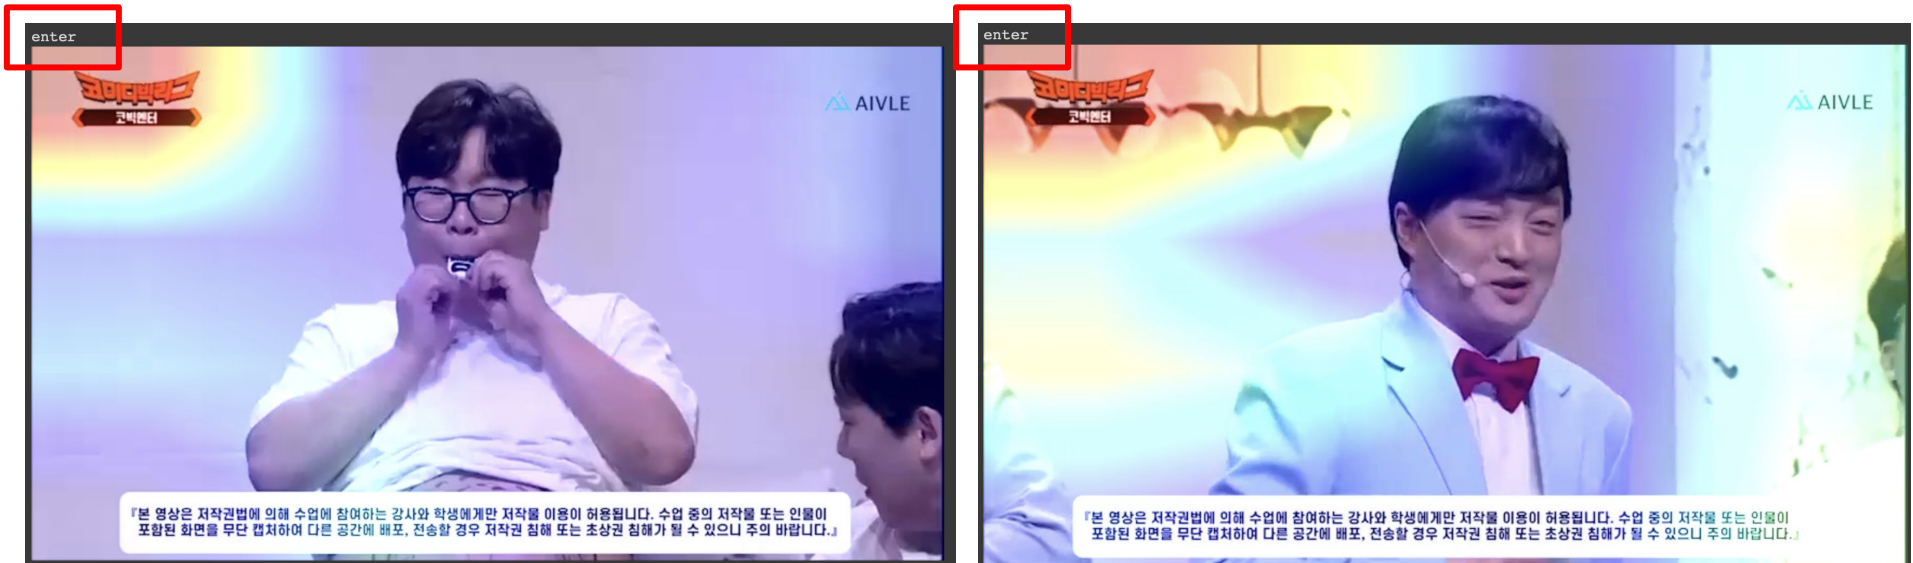 enter
코미디빅리그
코빅엔터
AIVLE
『본 영상은 저작권법에 의해 수업에 참여하는 강사와 학생에게만 저작물 이용이 허용됩니다. 수업 중의 저작물 또는 인물이
포함된 화면을 무단 캡처하여 다른 공간에 배포, 전송할 경우 저작권 침해 또는 초상권 침해가 될 수 있으니 주의 바랍니다.』
enter
코미디빅리그
코빅엔터
AIVLE
『본 영상은 저작권법에 의해 수업에 참여하는 강사와 학생에게만 저작물 이용이 허용됩니다. 수업 중의 저작물 또는 인물이
포함된 화면을 무단 캡처하여 다른 공간에 배포, 전송할 경우 저작권 침해 또는 초상권 침해가 될 수 있으니 주의 바랍니다.』